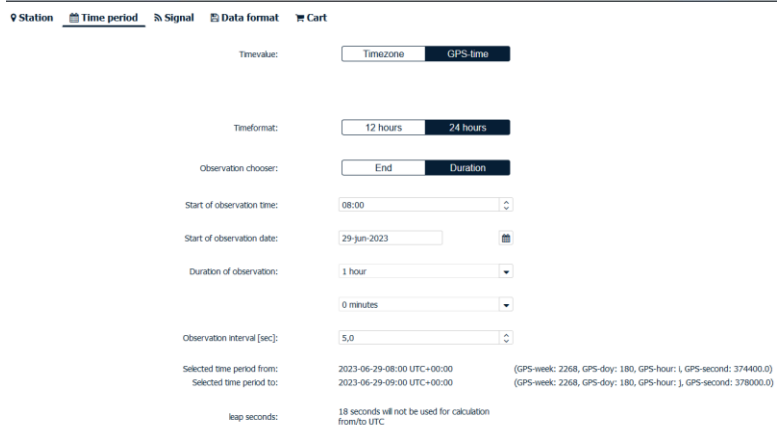 Station Time period Signal Data format Cart
Timevalue: Timezone GPS-time
Timeformat: 12 hours 24 hours
Observation chooser: End Duration
Start of observation time: 08:00
Start of observation date: 29-jun-2023
Duration of observation: 1 hour
0 minutes
Observation interval [sec]: 5,0
Selected time period from: 2023-06-29-08:00 UTC+00:00 (GPS-week: 2268, GPS-doy: 180, GPS-hour: i, GPS-second: 374400.0)
Selected time period to: 2023-06-29-09:00 UTC+00:00 (GPS-week: 2268, GPS-doy: 180, GPS-hour: j, GPS-second: 378000.0)
leap seconds: 18 seconds will not be used for calculation
from/to UTC